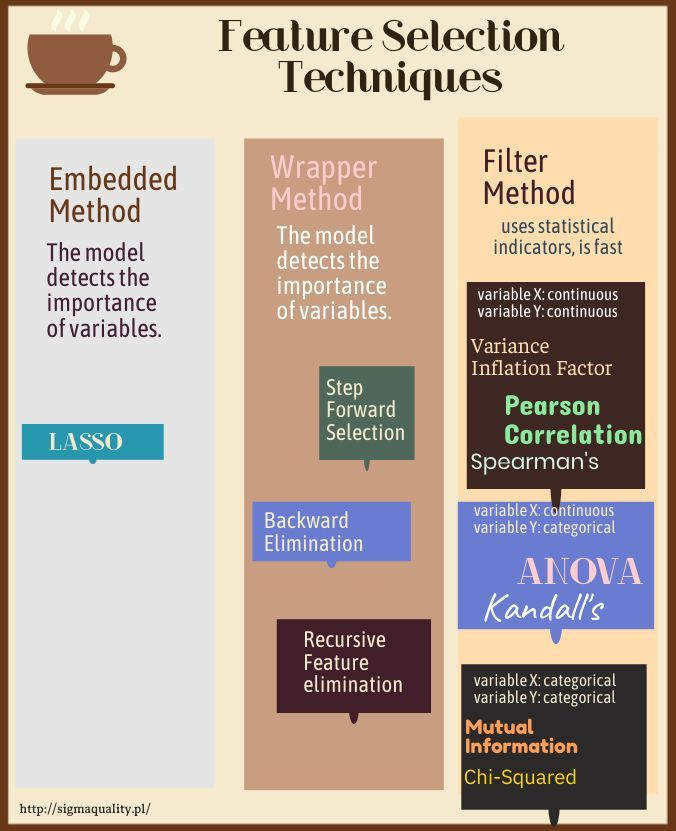 Feature Selection
Techniques
Embedded
Method
The model
detects the
importance
of variables.
LASSO
Wrapper
Method
The model
detects the
importance
of variables.
Step
Forward
Selection
Backward
Elimination
Recursive
Feature
elimination
Filter
Method
uses statistical
indicators, is fast
variable X: continuous
variable Y: continuous
Variance
Inflation Factor
Pearson
Correlation
Spearman's
variable X: continuous
variable Y: categorical
ANOVA
Kandall's
variable X: categorical
variable Y: categorical
Mutual
Information
Chi-Squared
http://sigmaquality.pl/